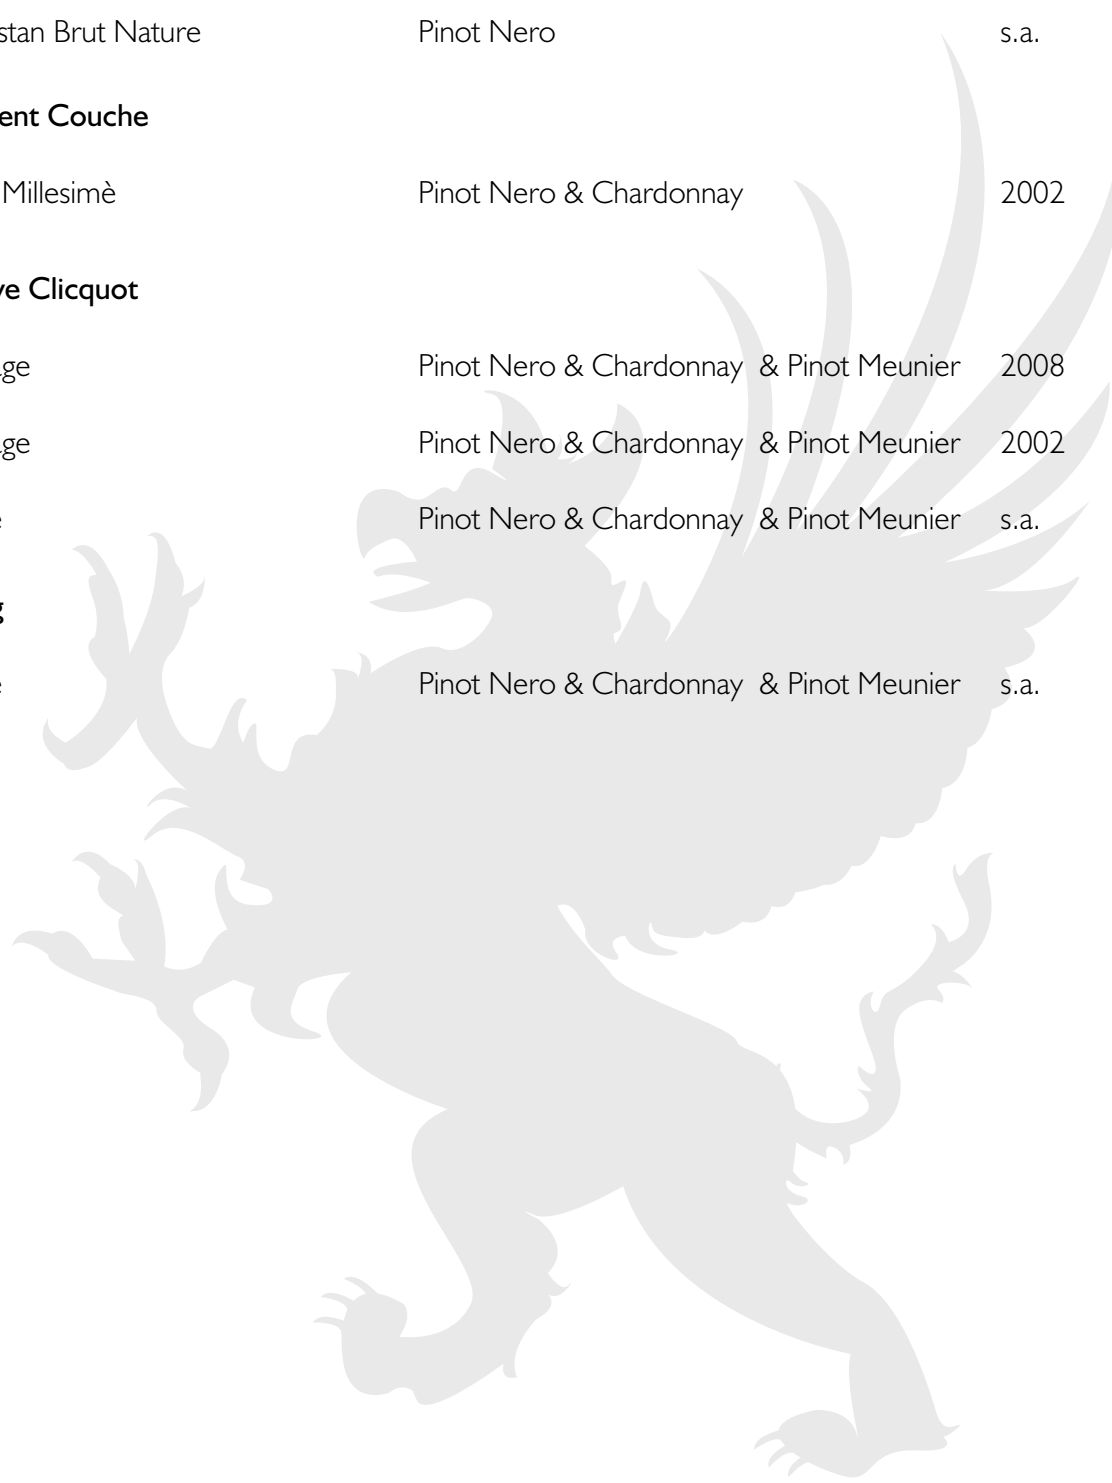 stan Brut Nature Pinot Nero s.a.
ent Couche
Millesimè Pinot Nero & Chardonnay 2002
ve Clicquot
ge Pinot Nero & Chardonnay & Pinot Meunier 2008
ge Pinot Nero & Chardonnay & Pinot Meunier 2002
e Pinot Nero & Chardonnay & Pinot Meunier s.a.
g
e Pinot Nero & Chardonnay & Pinot Meunier s.a.